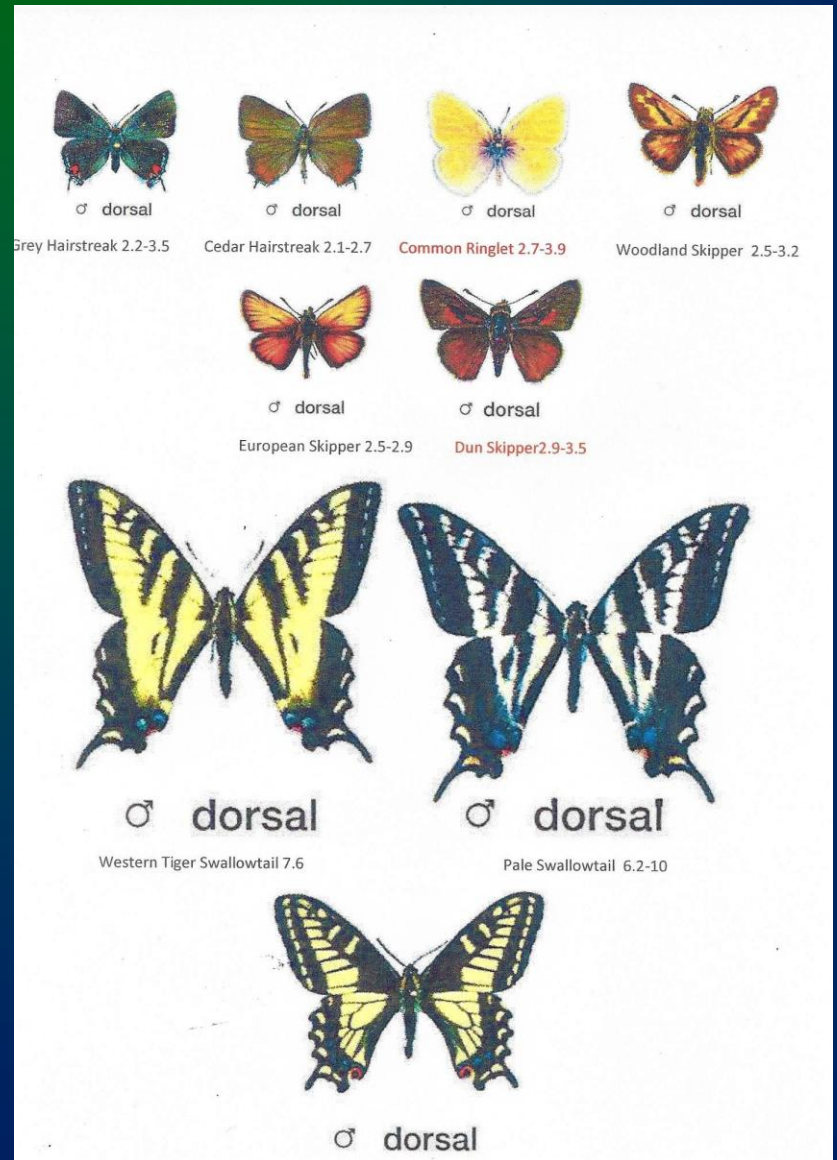 ♂ dorsal ♂ dorsal ♂ dorsal ♂ dorsal
Grey Hairstreak 2.2-3.5 Cedar Hairstreak 2.1-2.7 Common Ringlet 2.7-3.9 Woodland Skipper 2.5-3.2
♂ dorsal ♂ dorsal
European Skipper 2.5-2.9 Dun Skipper2.9-3.5
♂ dorsal ♂ dorsal
Western Tiger Swallowtail 7.6 Pale Swallowtail 6.2-10
♂ dorsal